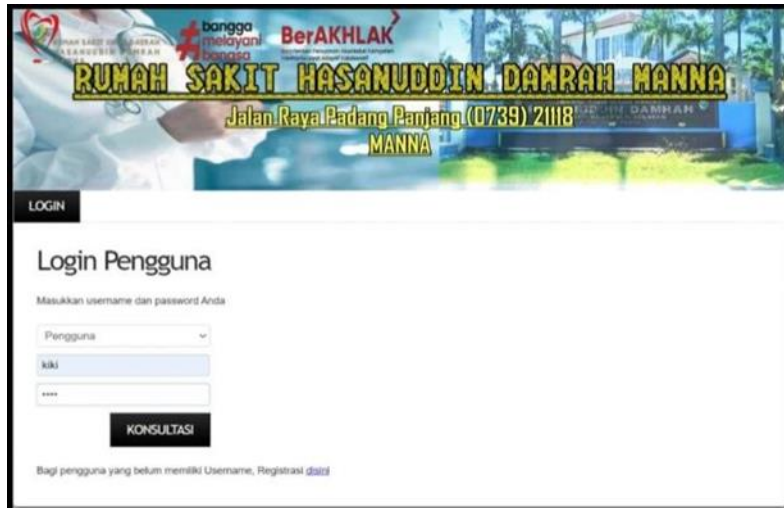 bangga
melayani
bangsa
BerAKHLAK
RUMAH SAKIT HASANUDDIN DAMRAH MANNA
Jalan Raya Padang Panjang (0739) 21118
MANNA
LOGIN
Login Pengguna
Masukkan username dan password Anda
Pengguna
kiki
KONSULTASI
Bagi pengguna yang belum memiliki Username, Registrasi disini